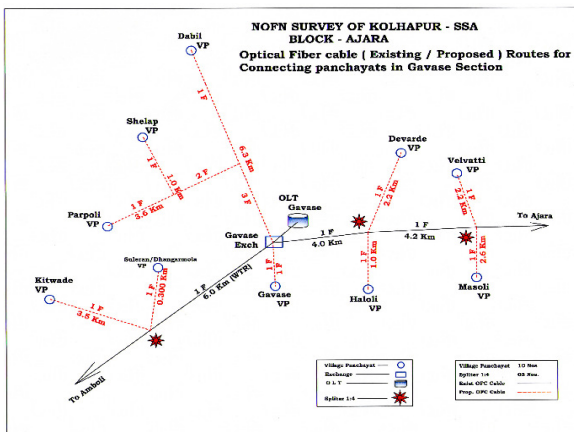 NOFN SURVEY OF KOLHAPUR - SSA
BLOCK - AJARA
Optical Fiber cable ( Existing / Proposed ) Routes for
Connecting panchayats in Gavase Section
Dabil
VP
1 F
6.3 Km
3 F
Shelap
VP
1 F
1.0 Km
2 F
Parpoli
VP
1 F
3.6 Km
OLT
Gavase
Gavase
Exch
1 F
4.0 Km
1 F
4.2 Km
To Ajara
Devarde
VP
1 F
2.2 Km
Velvatti
VP
1 F
2.2 Km
1 F
1.0 Km
Haloli
VP
1 F
2.6 Km
Masoli
VP
1 F
1 F
Gavase
VP
Suleran/Dhangarmola
VP
1 F
0.300 Km
Kitwade
VP
1 F
3.5 Km
1 F
6.0 Km (WTR)
To Amboli
Village Panchayat
Exchange
O L T
Spliter 1:4
Village Panchayat 10 Nos
Spliter 1:4 03 Nos.
Exist OFC Cable
Prop. OFC Cable